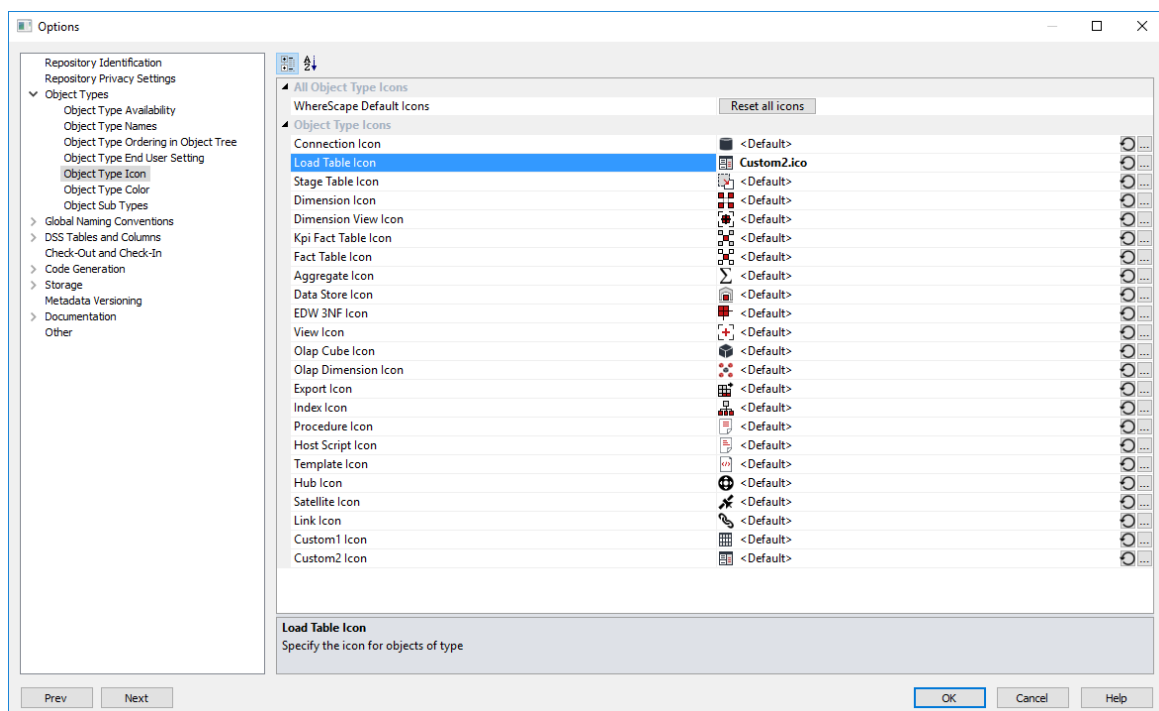 Options
Repository Identification
Repository Privacy Settings
Object Types
Object Type Availability
Object Type Names
Object Type Ordering in Object Tree
Object Type End User Setting
Object Type Icon
Object Type Color
Object Sub Types
Global Naming Conventions
DSS Tables and Columns
Check-Out and Check-In
Code Generation
Storage
Metadata Versioning
Documentation
Other
All Object Type Icons
WhereScape Default Icons Reset all icons
Object Type Icons
Connection Icon <Default> ...
Load Table Icon Custom2.ico ...
Stage Table Icon <Default> ...
Dimension Icon <Default> ...
Dimension View Icon <Default> ...
Kpi Fact Table Icon <Default> ...
Fact Table Icon <Default> ...
Aggregate Icon <Default> ...
Data Store Icon <Default> ...
EDW 3NF Icon <Default> ...
View Icon <Default> ...
Olap Cube Icon <Default> ...
Olap Dimension Icon <Default> ...
Export Icon <Default> ...
Index Icon <Default> ...
Procedure Icon <Default> ...
Host Script Icon <Default> ...
Template Icon <Default> ...
Hub Icon <Default> ...
Satellite Icon <Default> ...
Link Icon <Default> ...
Custom1 Icon <Default> ...
Custom2 Icon <Default> ...
Load Table Icon
Specify the icon for objects of type
Prev Next OK Cancel Help